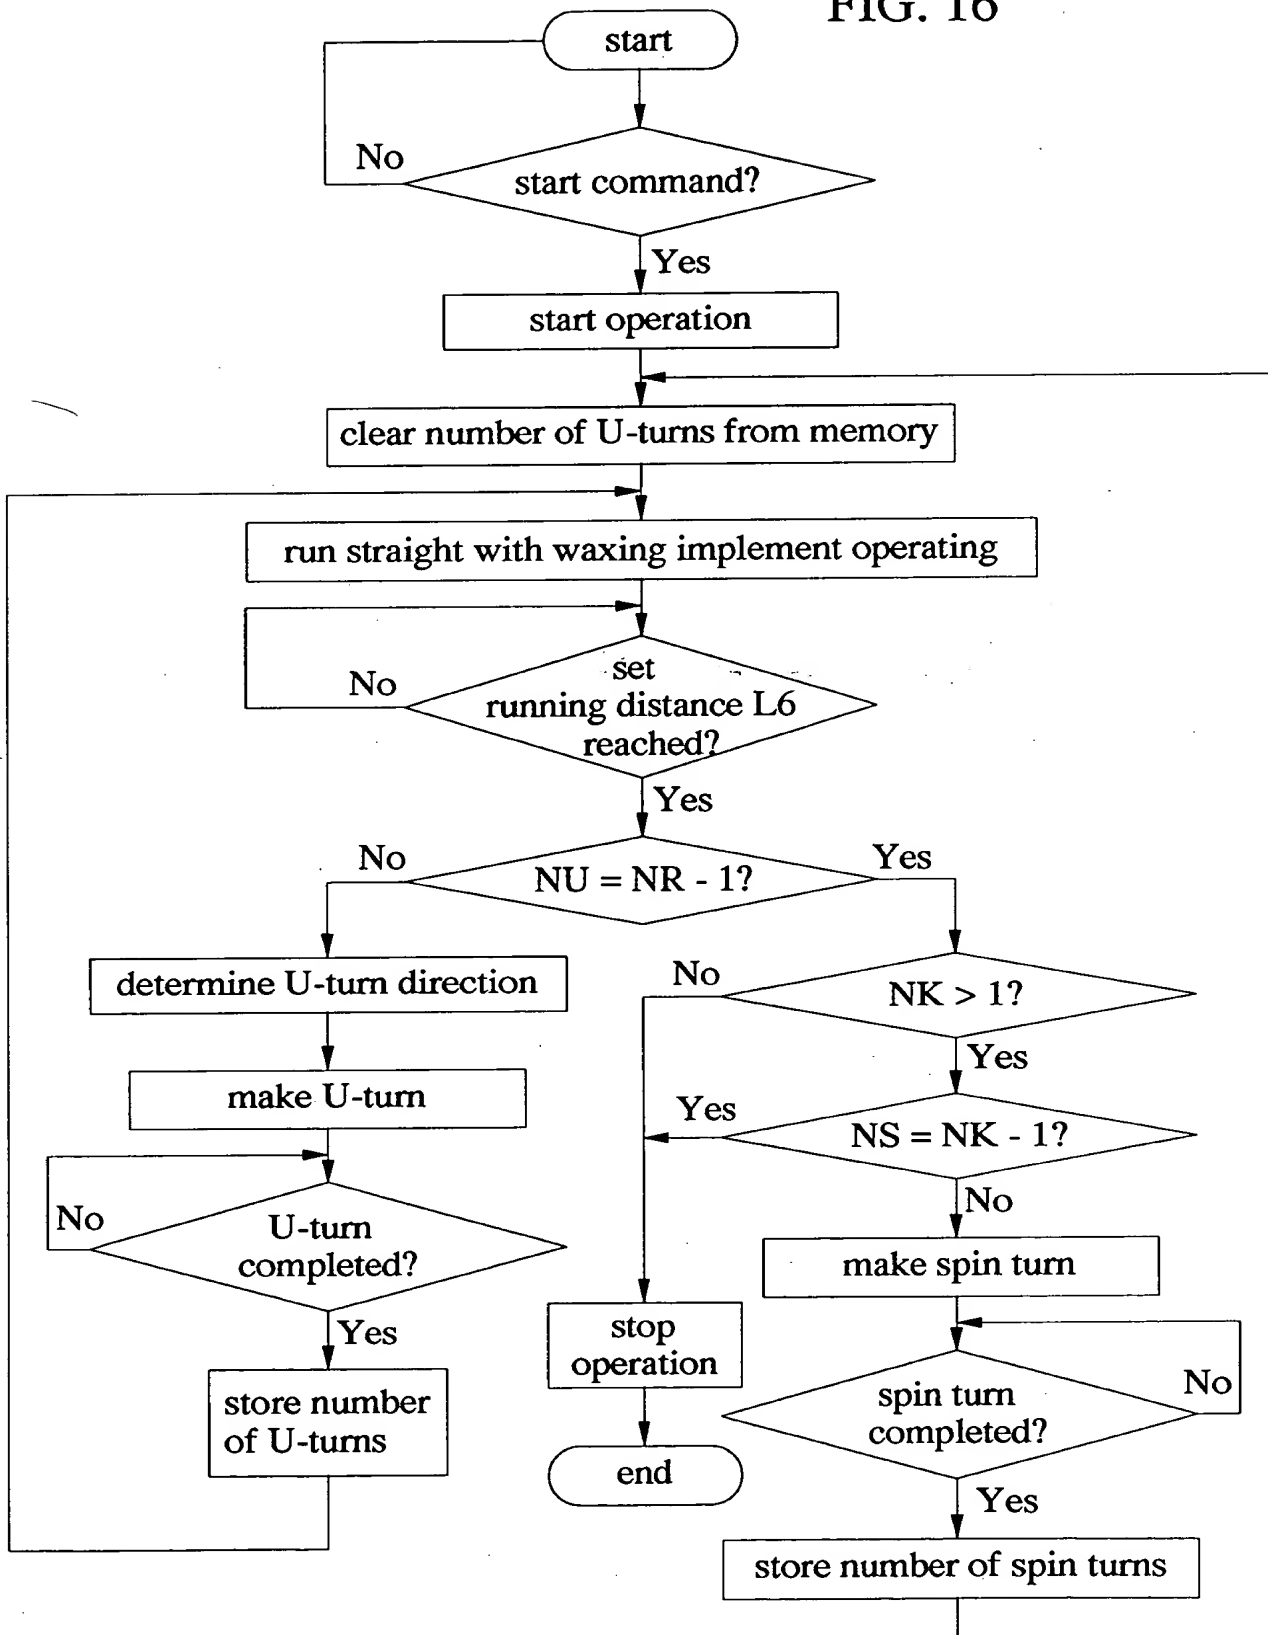 FIG. 16
start
No
start command?
Yes
start operation
clear number of U-turns from memory
run straight with waxing implement operating
No
set
running distance L6
reached?
Yes
No
NU = NR - 1?
Yes
determine U-turn direction
No
NK > 1?
Yes
make U-turn
Yes
NS = NK - 1?
No
No
U-turn
completed?
make spin turn
Yes
stop
operation
No
spin turn
completed?
store number
of U-turns
end
Yes
store number of spin turns